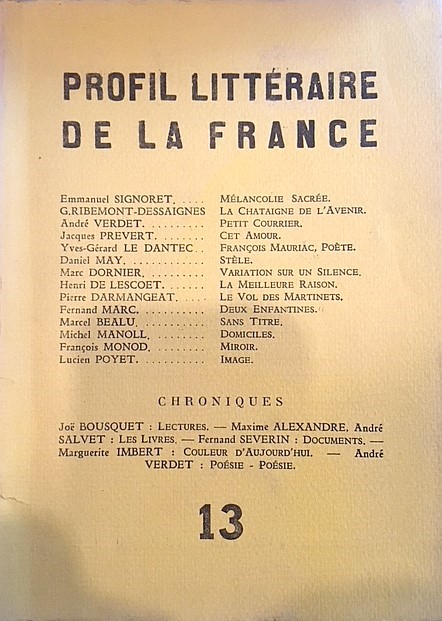 PROFIL LITTÉRAIRE
DE LA FRANCE
Emmanuel SIGNORET. .... MÉLANCOLIE SACRÉE.
G.RIBEMONT-DESSAIGNES LA CHATAIGNE DE L'AVENIR.
André VERDET. ........ PETIT COURRIER.
Jacques PREVERT. ....... CET AMOUR.
Yves-Gérard LE DANTEC. . FRANÇOIS MAURIAC, POÈTE.
Daniel MAY. ........... STÈLE.
Marc DORNIER. ......... VARIATION SUR UN SILENCE.
Henri DE LESCOET. ...... LA MEILLEURE RAISON.
Pierre DARMANGEAT. .... LE VOL DES MARTINETS.
Fernand MARC. ......... DEUX ENFANTINES.
Marcel BEALU. .......... SANS TITRE.
Michel MANOLL. ........ DOMICILES.
François MONOD. ........ MIROIR.
Lucien POYET. .......... IMAGE.
CHRONIQUES
Joë BOUSQUET : LECTURES. — Maxime ALEXANDRE, André
SALVET : LES LIVRES. — Fernand SEVERIN : DOCUMENTS. —
Marguerite IMBERT : COULEUR D'AUJOURD'HUI. — André
VERDET : POÉSIE - POÉSIE.
13